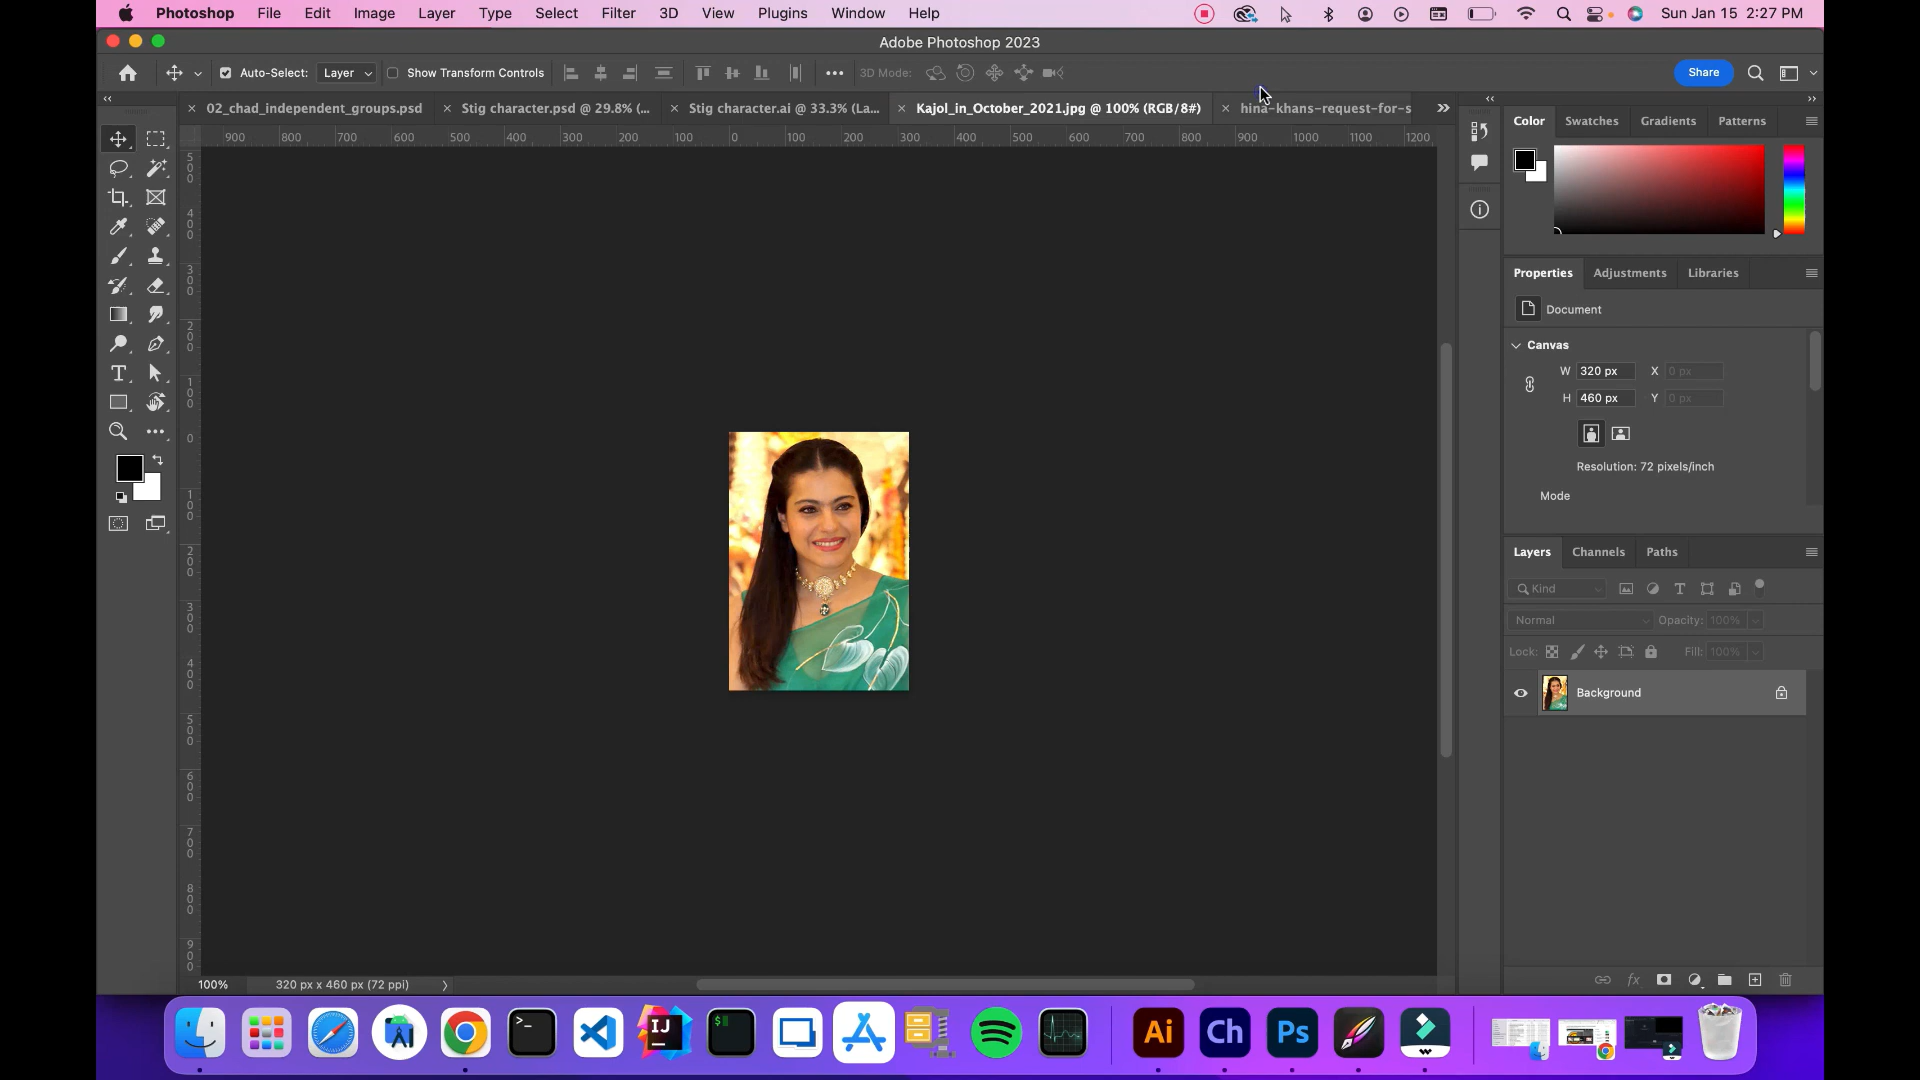 Photoshop File Edit Image Layer Type Select Filter 3D View Plugins Window Help Sun Jan 15 2:27 PM
Adobe Photoshop 2023
Auto-Select: Layer Show Transform Controls 3D Mode: Share
02_chad_independent_groups.psd Stig character.psd @ 29.8% (... Stig character.ai @ 33.3% (La... Kajol_in_October_2021.jpg @ 100% (RGB/8#) hina-khans-request-for-s
900 800 700 600 500 400 300 200 100 0 100 200 300 400 500 600 700 800 900 1000 1100 1200
500
400
300
200
100
0
100
200
300
400
500
600
700
800
900
Color Swatches Gradients Patterns
Properties Adjustments Libraries
Document
Canvas
W 320 px X 0 px
H 460 px Y 0 px
Resolution: 72 pixels/inch
Mode
Layers Channels Paths
Kind
Normal Opacity: 100%
Lock: Fill: 100%
Background
fx
100% 320 px x 460 px (72 ppi)
>_ IJ $ Ai Ch Ps